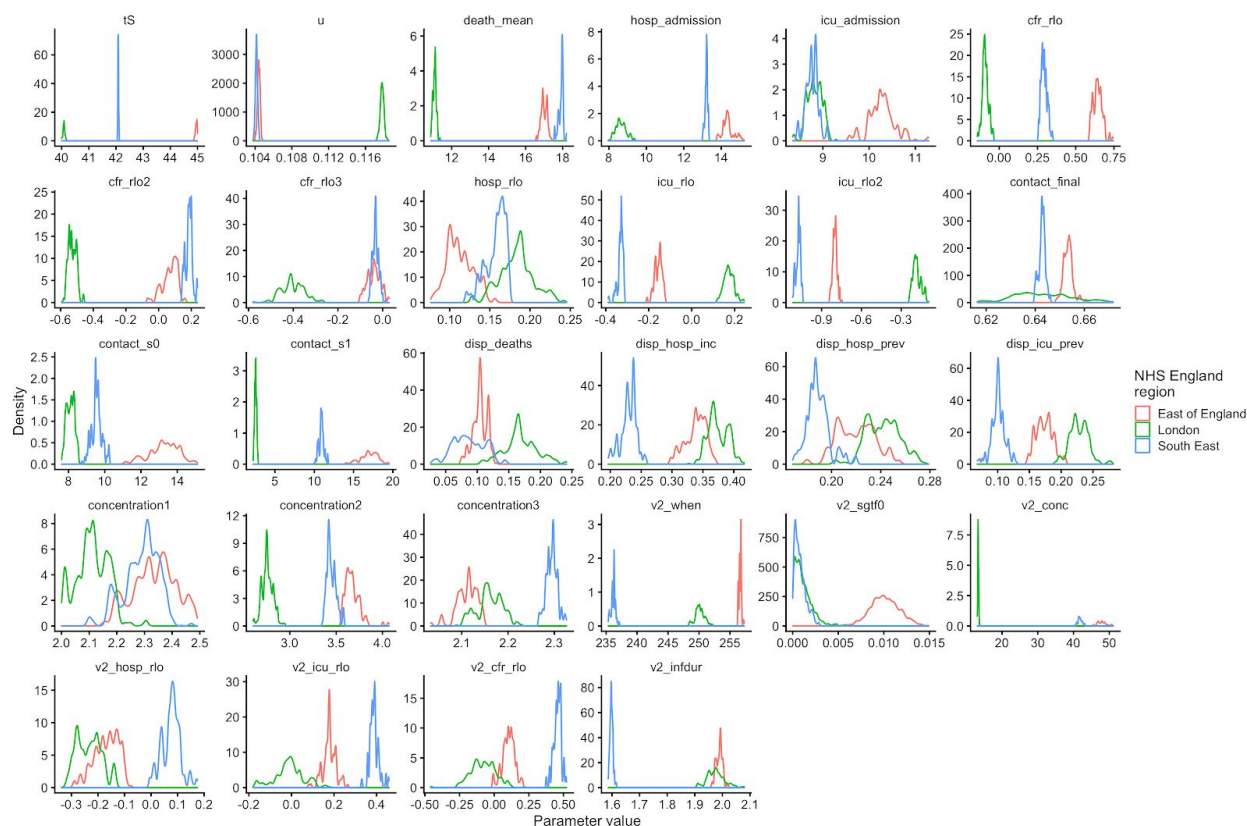 tS u death_mean hosp_admission icu_admission cfr_rlo
60 40 20 0
3000 2000 1000 0
6 4 2 0
8 6 4 2 0
4 3 2 1 0
25 20 15 10 5 0
40 41 42 43 44 45
0.104 0.108 0.112 0.116
12 14 16 18
8 10 12 14
9 10 11
0.00 0.25 0.50 0.75
cfr_rlo2 cfr_rlo3 hosp_rlo icu_rlo icu_rlo2 contact_final
25 20 15 10 5 0
40 30 20 10 0
40 30 20 10 0
50 40 30 20 10 0
30 20 10 0
400 300 200 100 0
-0.6 -0.4 -0.2 0.0 0.2
-0.6 -0.4 -0.2 0.0
0.10 0.15 0.20 0.25
-0.4 -0.2 0.0 0.2
-0.9 -0.6 -0.3
0.62 0.64 0.66
contact_s0 contact_s1 disp_deaths disp_hosp_inc disp_hosp_prev disp_icu_prev
2.5 2.0 1.5 1.0 0.5 0.0
4 3 2 1 0
60 40 20 0
40 20 0
60 40 20 0
60 40 20 0
8 10 12 14
5 10 15 20
0.05 0.10 0.15 0.20
0.20 0.25 0.30 0.35 0.40
0.20 0.24 0.28
0.10 0.15 0.20 0.25
concentration1 concentration2 concentration3 v2_when v2_sgtf0 v2_conc
8 6 4 2 0
12 9 6 3 0
40 30 20 10 0
3 2 1 0
750 500 250 0
7.5 5.0 2.5 0.0
2.0 2.1 2.2 2.3 2.4 2.5
3.0 3.5 4.0
2.1 2.2 2.3
235 240 245 250 255
0.000 0.005 0.010 0.015
20 30 40 50
v2_hosp_rlo v2_icu_rlo v2_cfr_rlo v2_infdur
15 10 5 0
30 20 10 0
15 10 5 0
80 60 40 20 0
-0.3 -0.2 -0.1 0.0 0.1 0.2
-0.2 0.0 0.2 0.4
-0.50 -0.25 0.00 0.25 0.50
1.6 1.7 1.8 1.9 2.0 2.1
Density
Parameter value
NHS England
region
East of England
London
South East